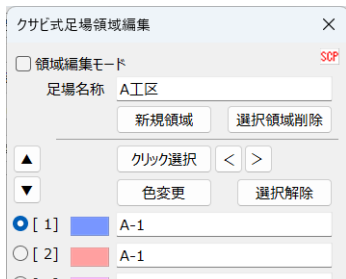 クサビ式足場領域編集 ×
SCP
領域編集モード
足場名称 A工区
新規領域 選択領域削除
▲ クリック選択 < >
▼ 色変更 選択解除
[ 1] A-1
[ 2] A-1